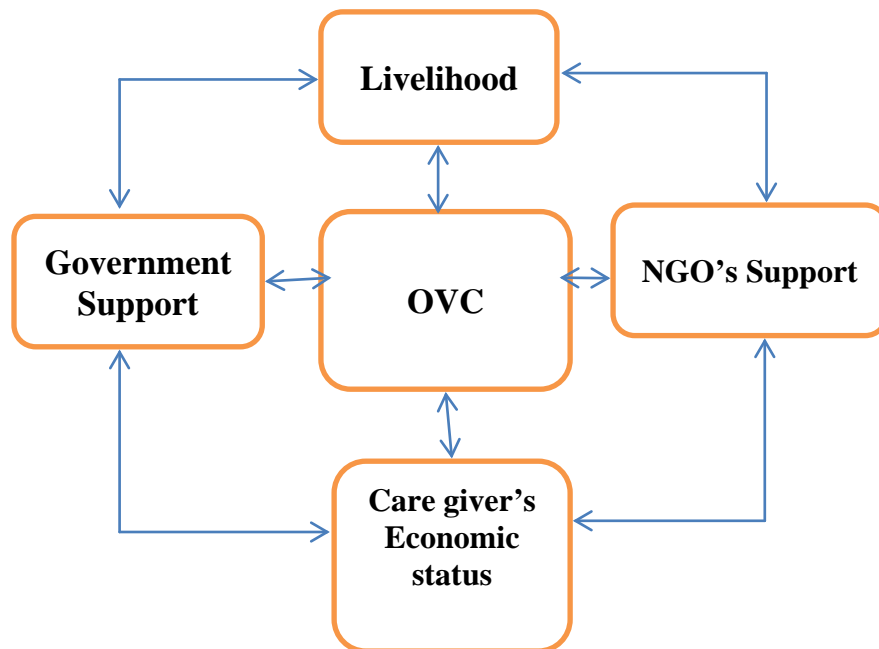 Livelihood
Government
Support
OVC
NGO’s Support
Care giver’s
Economic
status